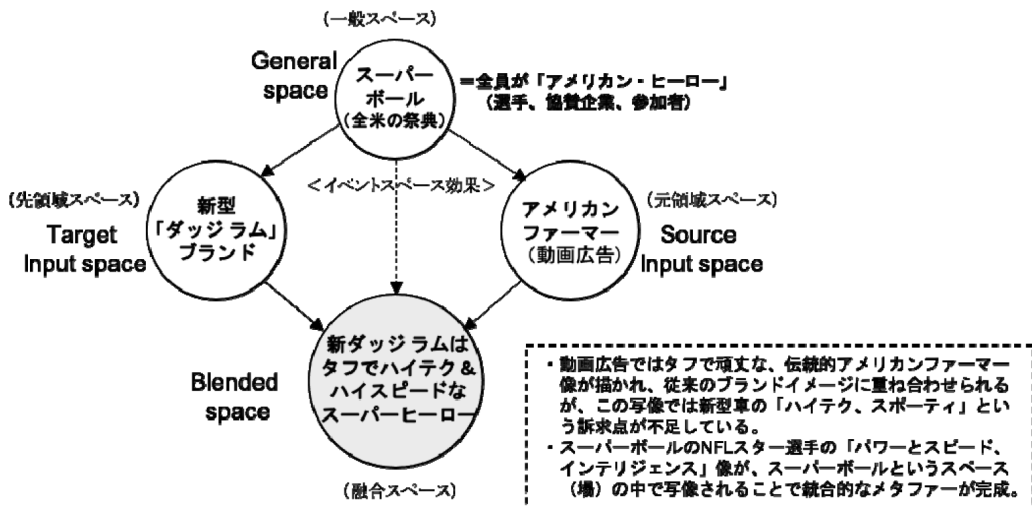 (一般スペース)
General
space
スーパー
ボール
(全米の祭典)
=全員が「アメリカン・ヒーロー」
(選手、協賛企業、参加者)
<イベントスペース効果>
(先領域スペース)
Target
Input space
新型
「ダッジ ラム」
ブランド
アメリカン
ファーマー
(動画広告)
(元領域スペース)
Source
Input space
Blended
space
新ダッジ ラムは
タフでハイテク&
ハイスピードな
スーパーヒーロー
(融合スペース)
・動画広告ではタフで頑丈な、伝統的アメリカンファーマー
像が描かれ、従来のブランドイメージに重ね合わせられる
が、この写像では新型車の「ハイテク、スポーティ」とい
う訴求点が不足している。
・スーパーボールのNFLスター選手の「パワーとスピード、
インテリジェンス」像が、スーパーボールというスペース
(場)の中で写像されることで統合的なメタファーが完成。